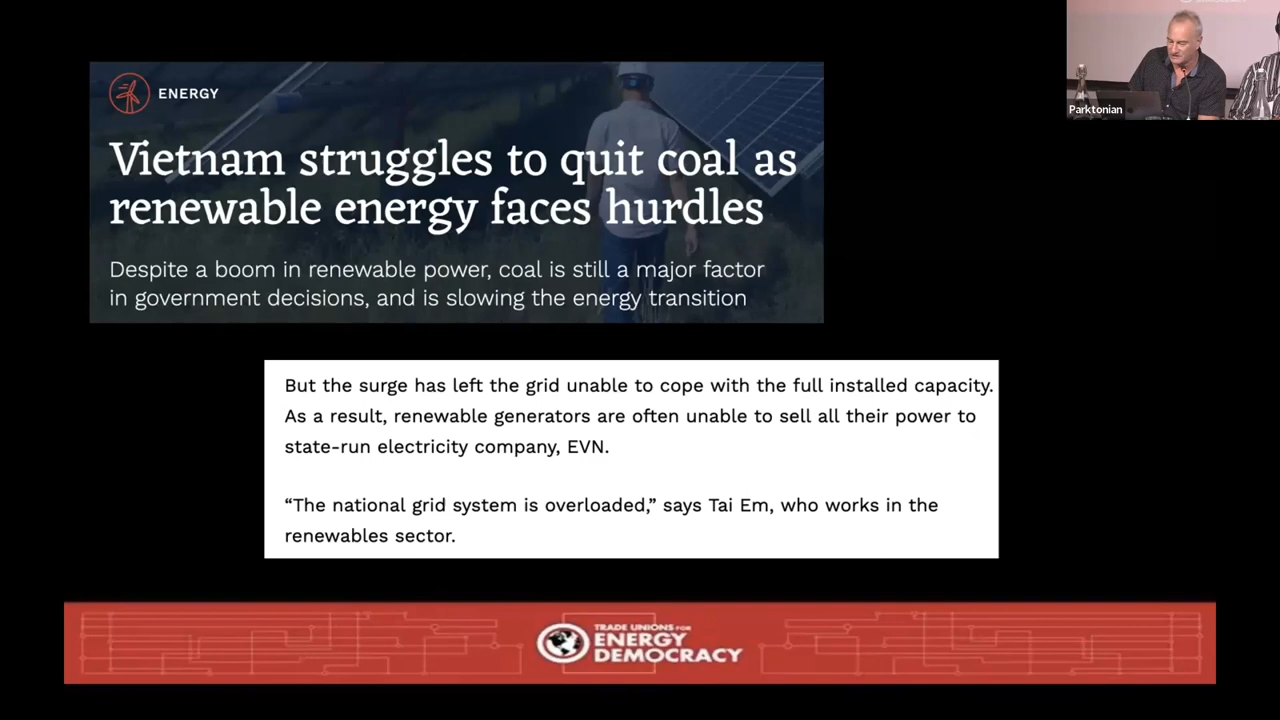 Parktonian
ENERGY
Vietnam struggles to quit coal as
renewable energy faces hurdles
Despite a boom in renewable power, coal is still a major factor
in government decisions, and is slowing the energy transition
But the surge has left the grid unable to cope with the full installed capacity.
As a result, renewable generators are often unable to sell all their power to
state-run electricity company, EVN.
“The national grid system is overloaded,” says Tai Em, who works in the
renewables sector.
TRADE UNIONS FOR
ENERGY
DEMOCRACY